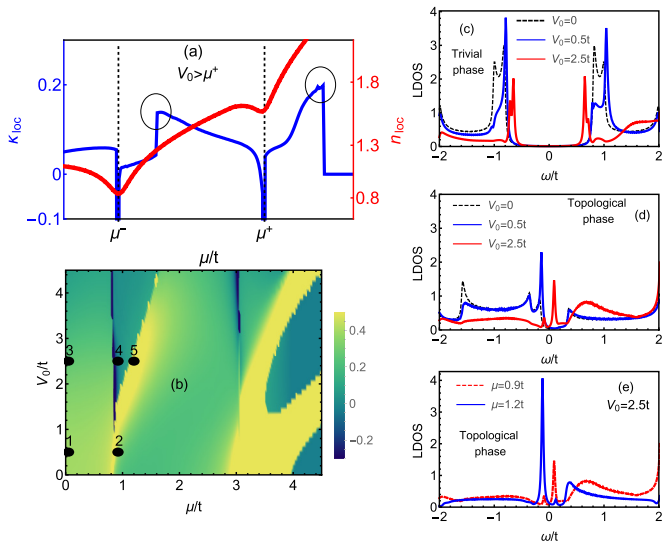 (a)
V₀>μ⁺
0.2
0
-0.1
κ_loc
1.8
1.3
0.8
n_loc
μ⁻
μ⁺
μ/t
4
3
2
1
0
V₀/t
3
4
5
(b)
1
2
0
1
2
3
4
μ/t
0.4
0.2
0
-0.2
(c)
V₀=0
V₀=0.5t
V₀=2.5t
Trivial
phase
LDOS
4
3
2
1
0
-2
-1
0
1
2
ω/t
Topological
phase
(d)
V₀=0
V₀=0.5t
V₀=2.5t
LDOS
4
3
2
1
0
-2
-1
0
1
2
ω/t
(e)
μ=0.9t
μ=1.2t
V₀=2.5t
Topological
phase
LDOS
4
3
2
1
0
-2
-1
0
1
2
ω/t